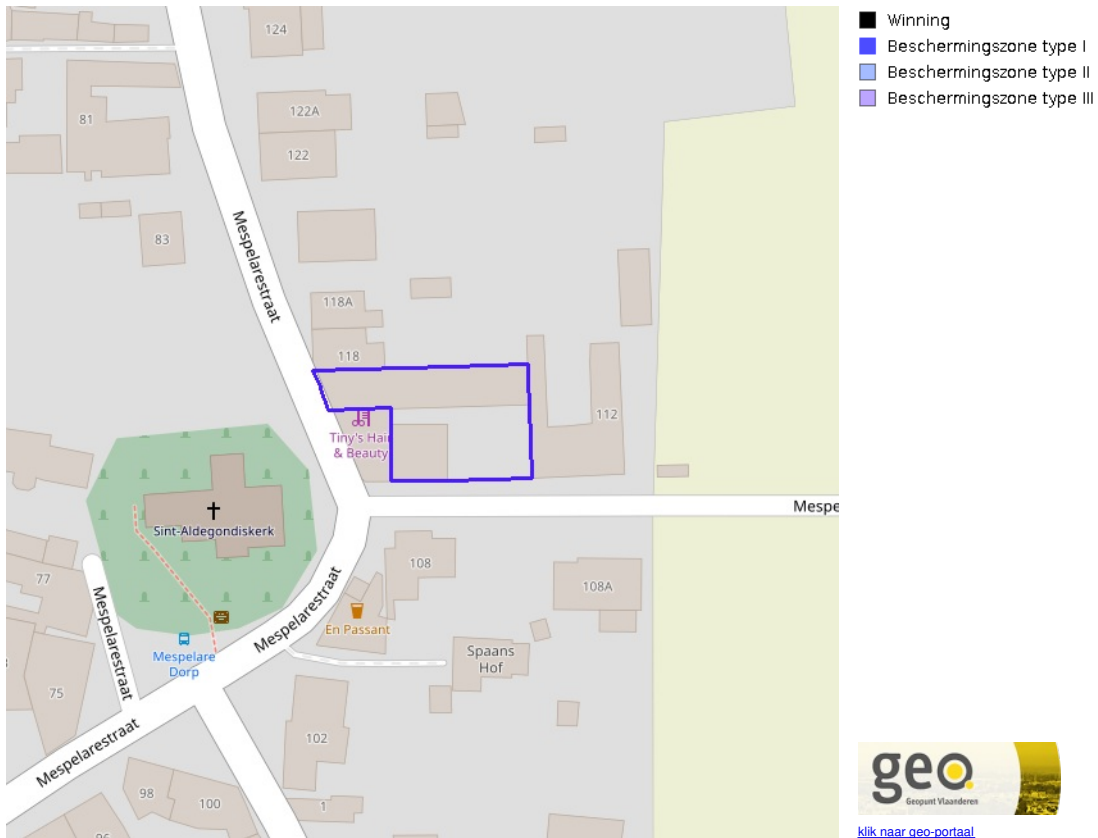 Winning
Beschermingszone type I
Beschermingszone type II
Beschermingszone type III
124
122A
81
122
Mespelarestraat
83
118A
118
112
Tiny's Hair
& Beauty
Sint-Aldegondiskerk
Mespe
77
108
108A
Mespelarestraat
Mespelarestraat
En Passant
Mespelare
Dorp
Spaans
Hof
75
Mespelarestraat
102
98
100
1
96
geo.
Geopunt Vlaanderen
klik naar geo-portaal